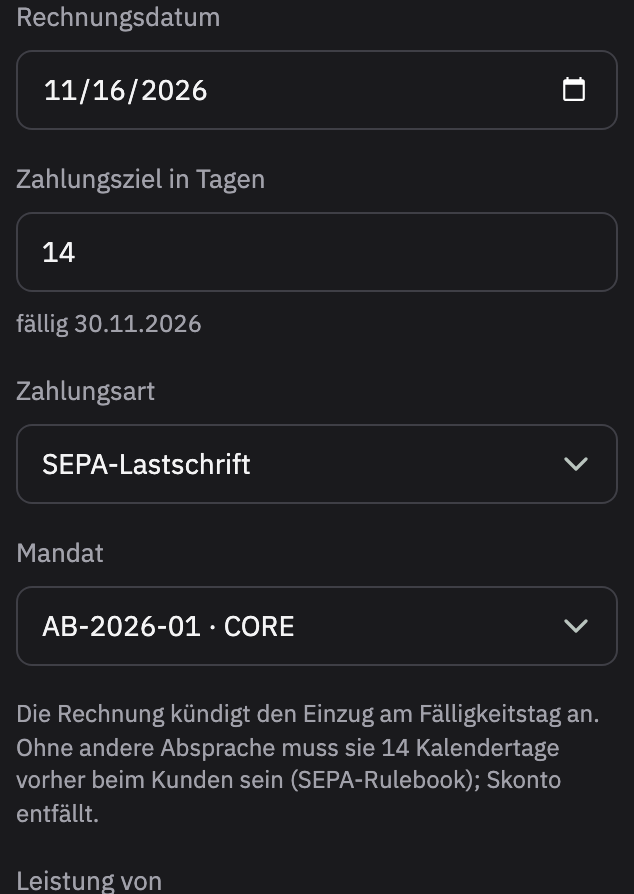 Rechnungsdatum
11/16/2026
Zahlungsziel in Tagen
14
fällig 30.11.2026
Zahlungsart
SEPA-Lastschrift
Mandat
AB-2026-01 · CORE
Die Rechnung kündigt den Einzug am Fälligkeitstag an.
Ohne andere Absprache muss sie 14 Kalendertage
vorher beim Kunden sein (SEPA-Rulebook); Skonto
entfällt.
Leistung von